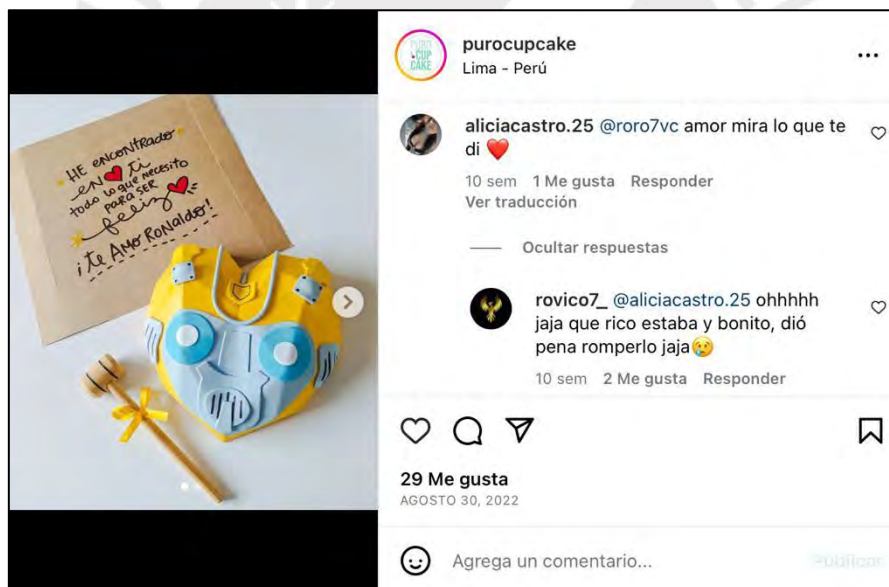 HE ENCONTRADO
EN TI
todo lo que NECESITO
PARA SER
feliz
¡te AMO RONALDO!
PURO
CUP
CAKE
purocupcake
Lima - Perú
aliciacastro.25 @roro7vc amor mira lo que te
di ❤️
10 sem 1 Me gusta Responder
Ver traducción
Ocultar respuestas
rovico7_ @aliciacastro.25 ohhhhh
jaja que rico estaba y bonito, dió
pena romperlo jaja😢
10 sem 2 Me gusta Responder
29 Me gusta
AGOSTO 30, 2022
Agrega un comentario...
Publicar